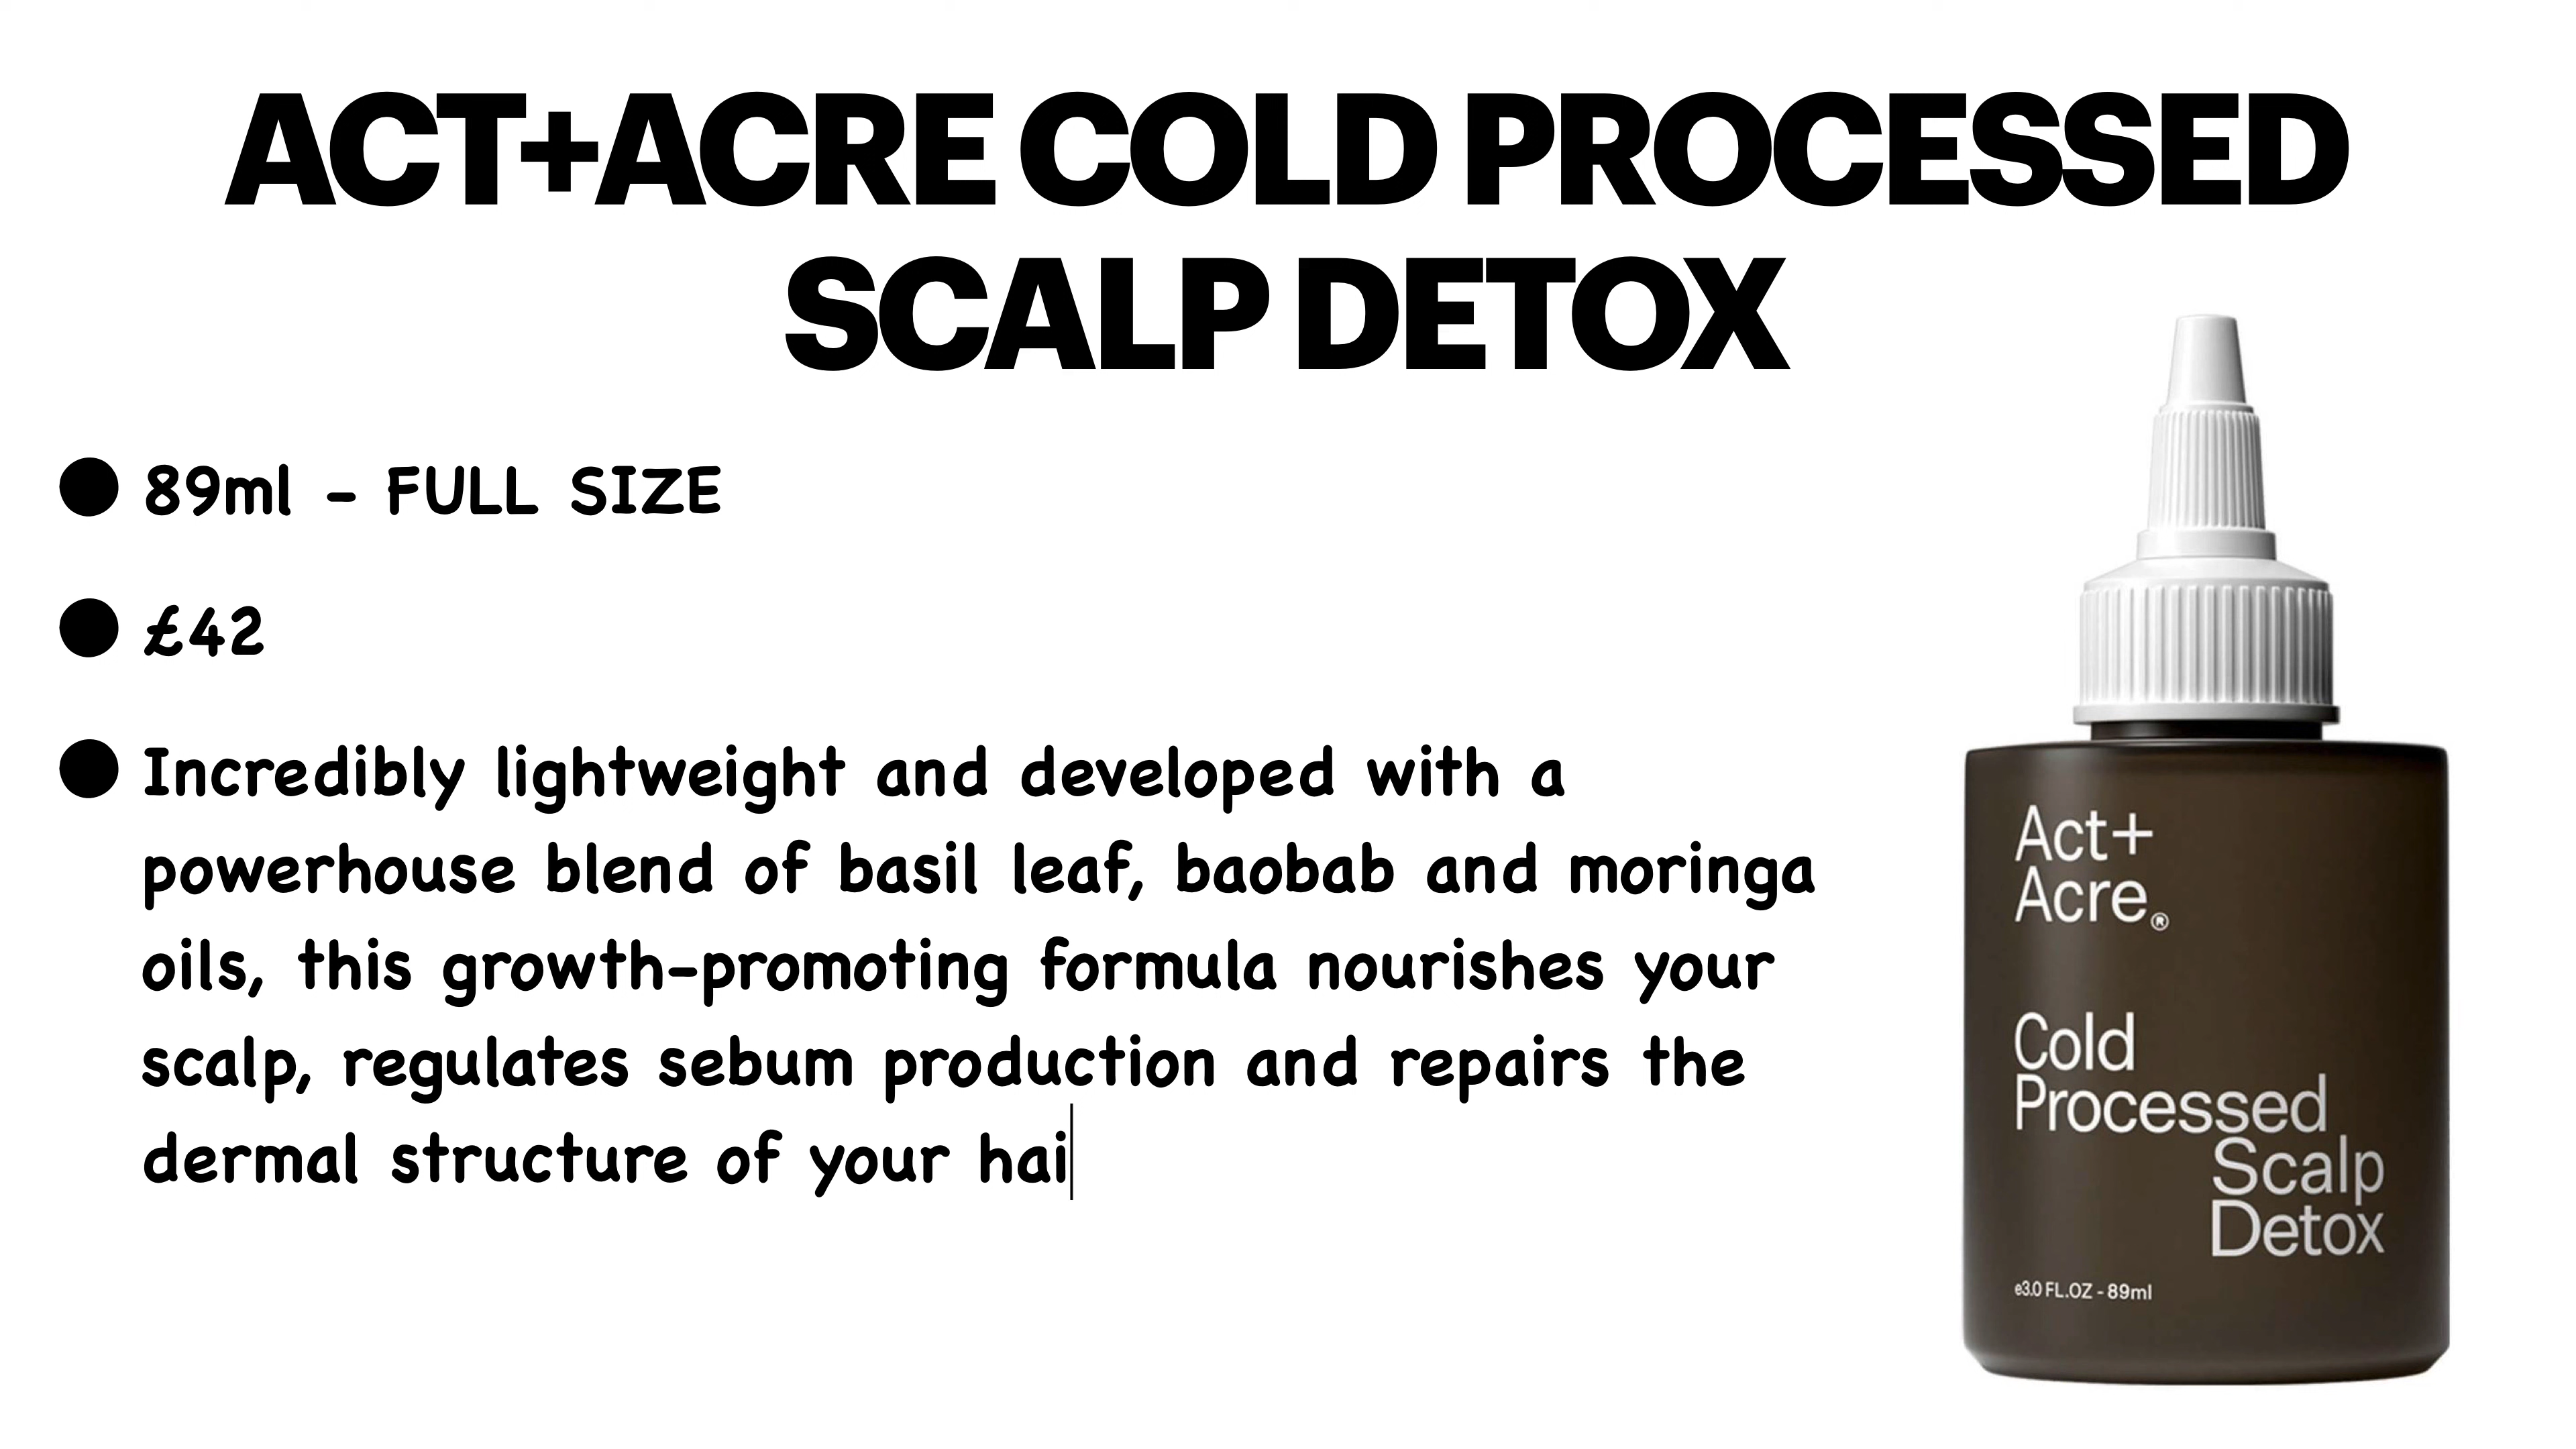 ACT+ACRE COLD PROCESSED
SCALP DETOX
● 89ml - FULL SIZE
● £42
● Incredibly lightweight and developed with a
powerhouse blend of basil leaf, baobab and moringa
oils, this growth-promoting formula nourishes your
scalp, regulates sebum production and repairs the
dermal structure of your hai
Act+
Acre®
Cold
Processed
Scalp
Detox
e3.0 FL.OZ - 89ml